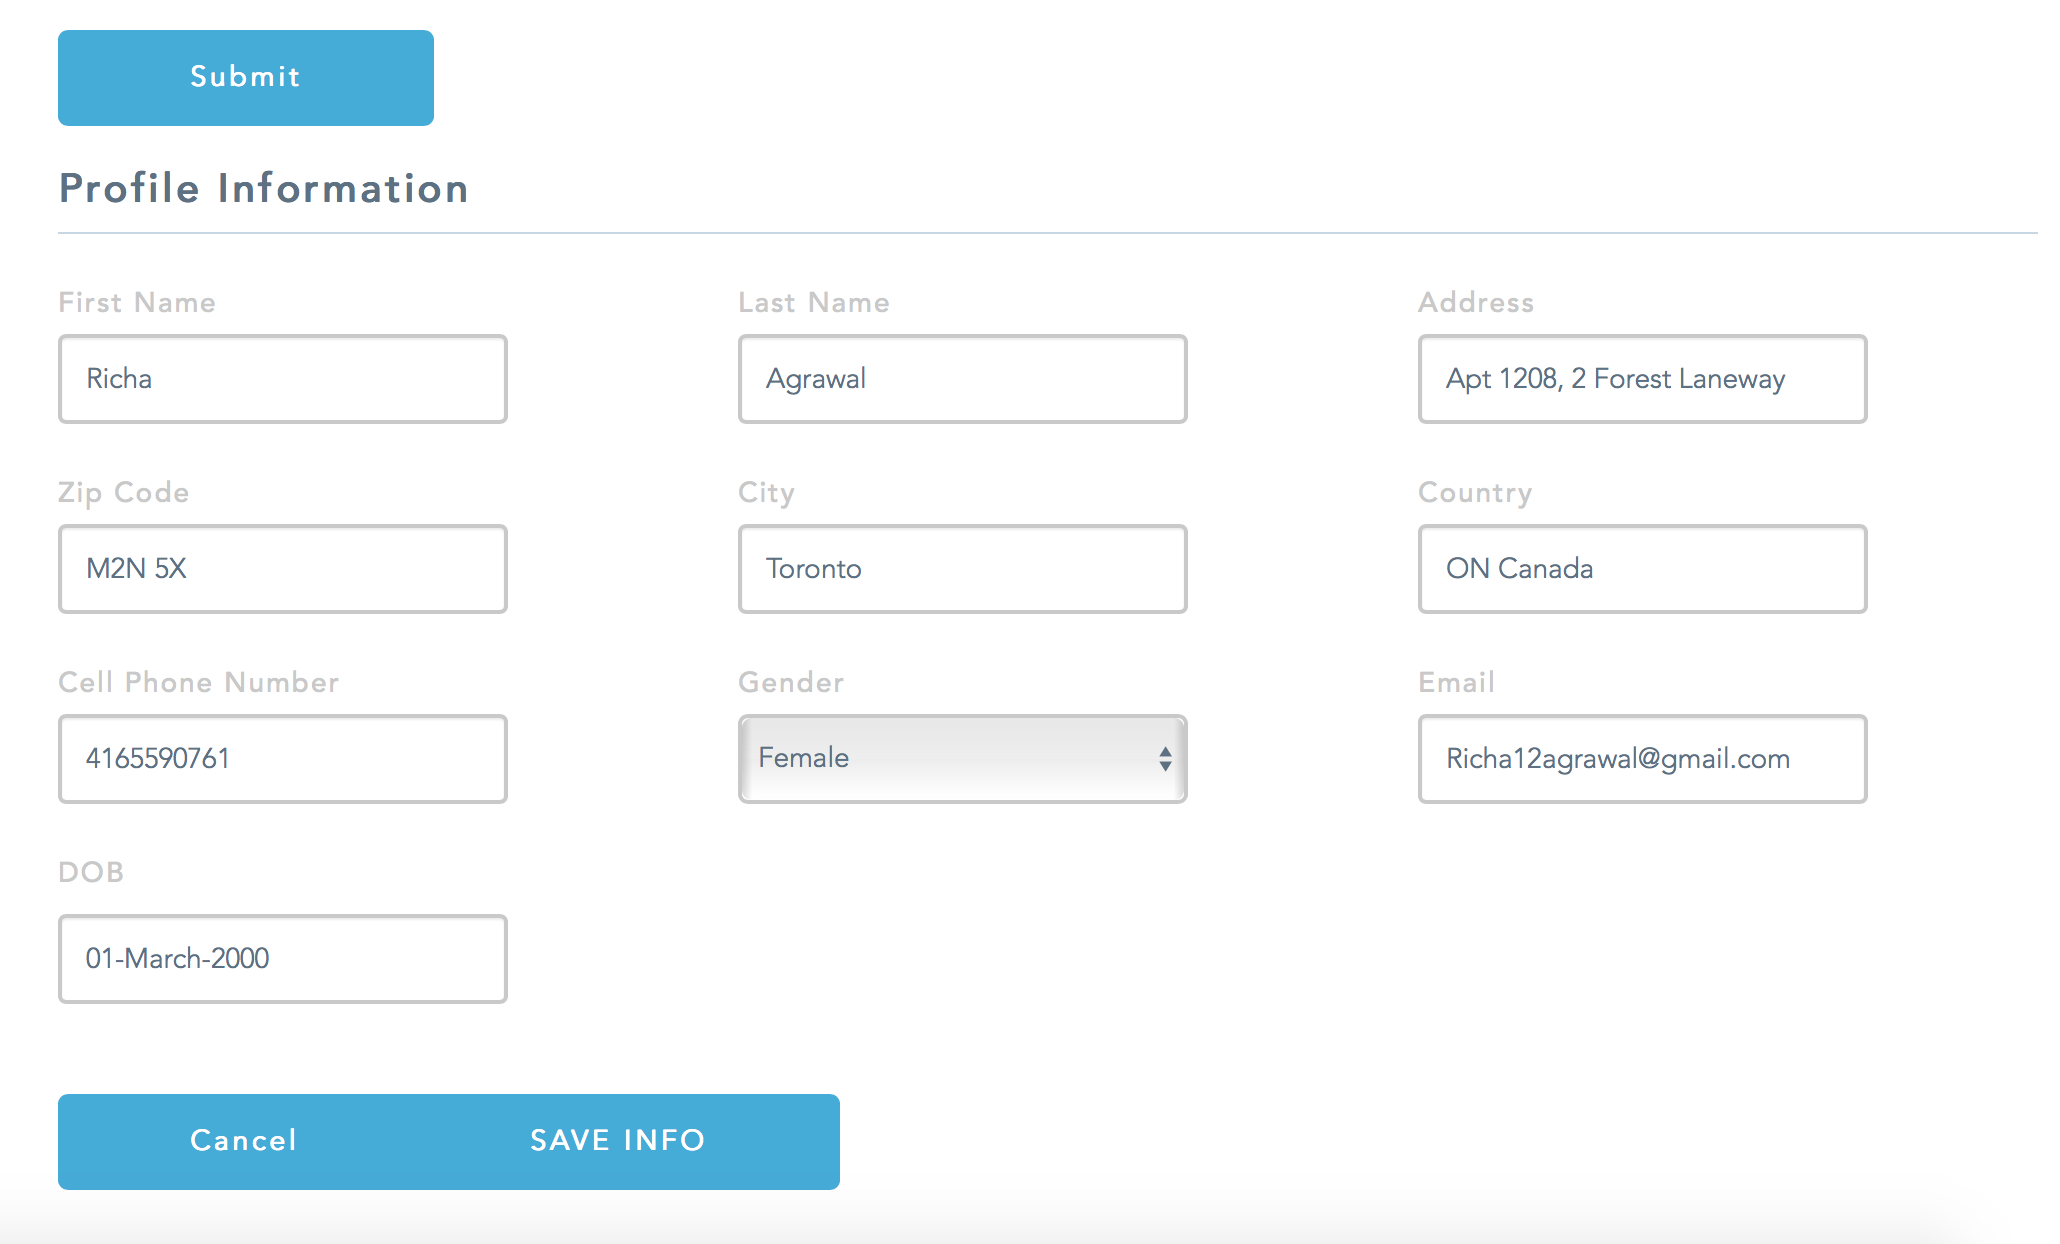 Submit
Profile Information
First Name Last Name Address
Richa Agrawal Apt 1208, 2 Forest Laneway
Zip Code City Country
M2N 5X Toronto ON Canada
Cell Phone Number Gender Email
4165590761 Female Richa12agrawal@gmail.com
DOB
01-March-2000
Cancel SAVE INFO